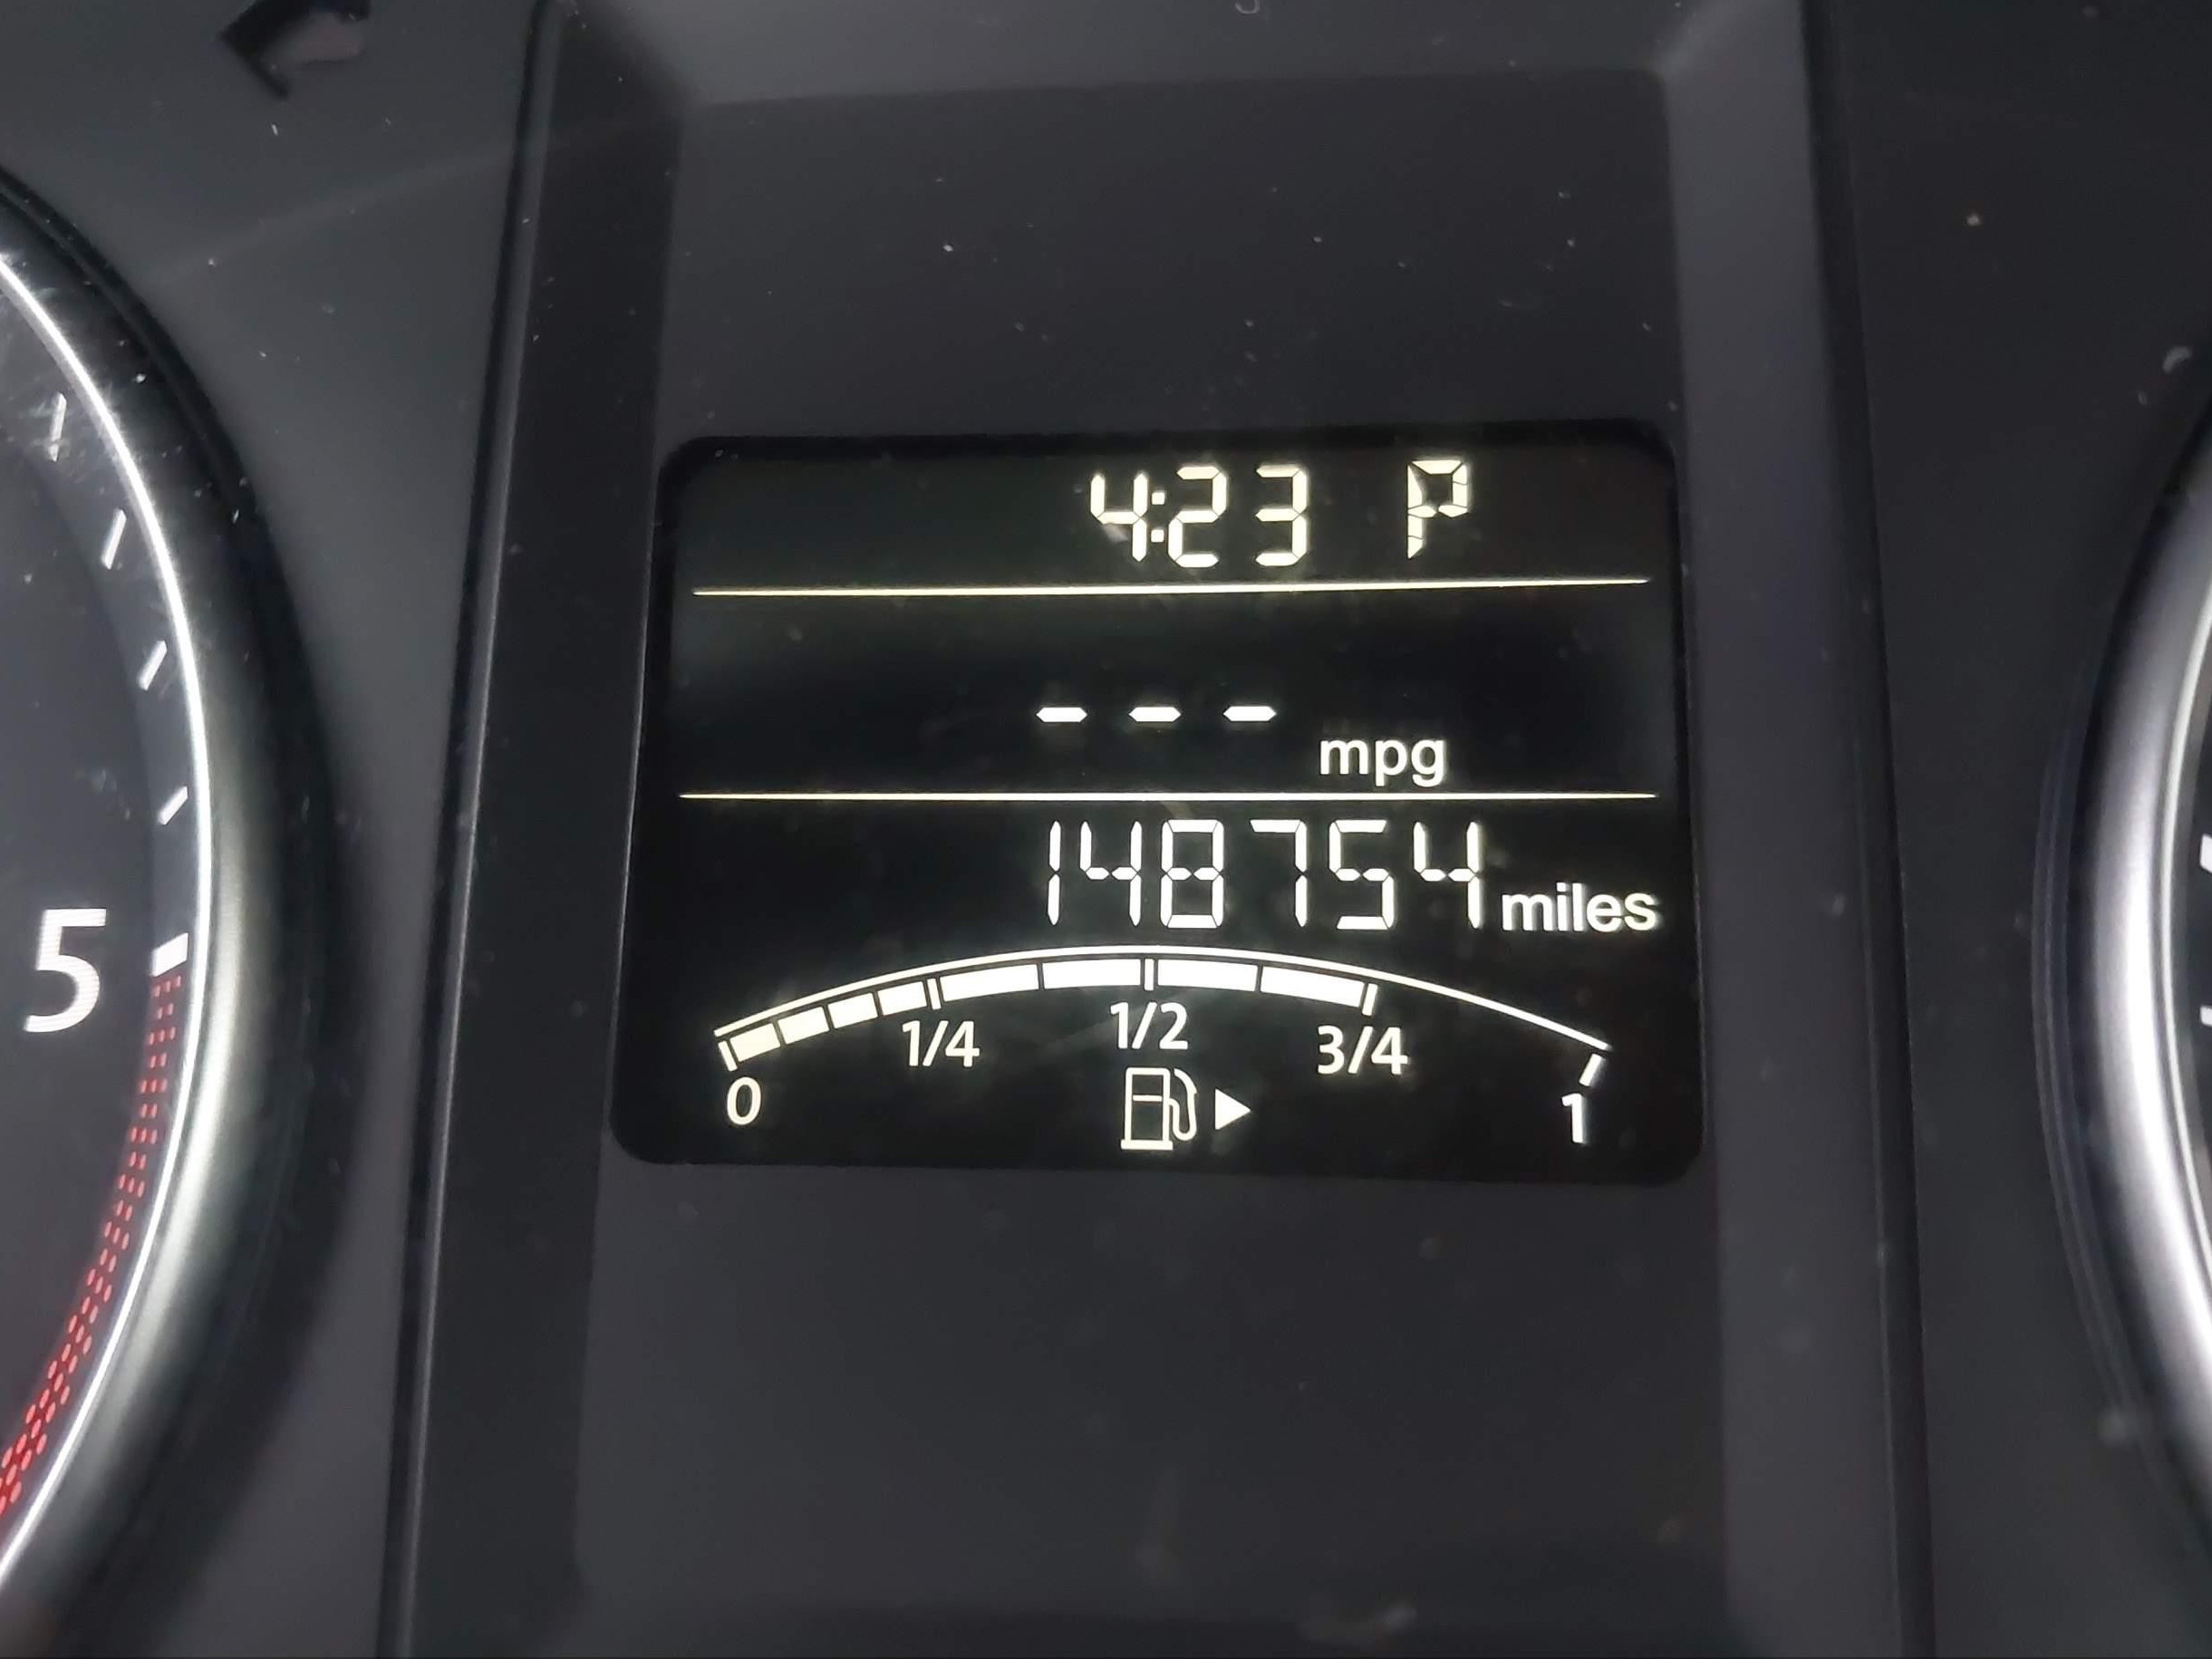 4:23 P
--- mpg
148754 miles
1/4 1/2 3/4
0 1
5